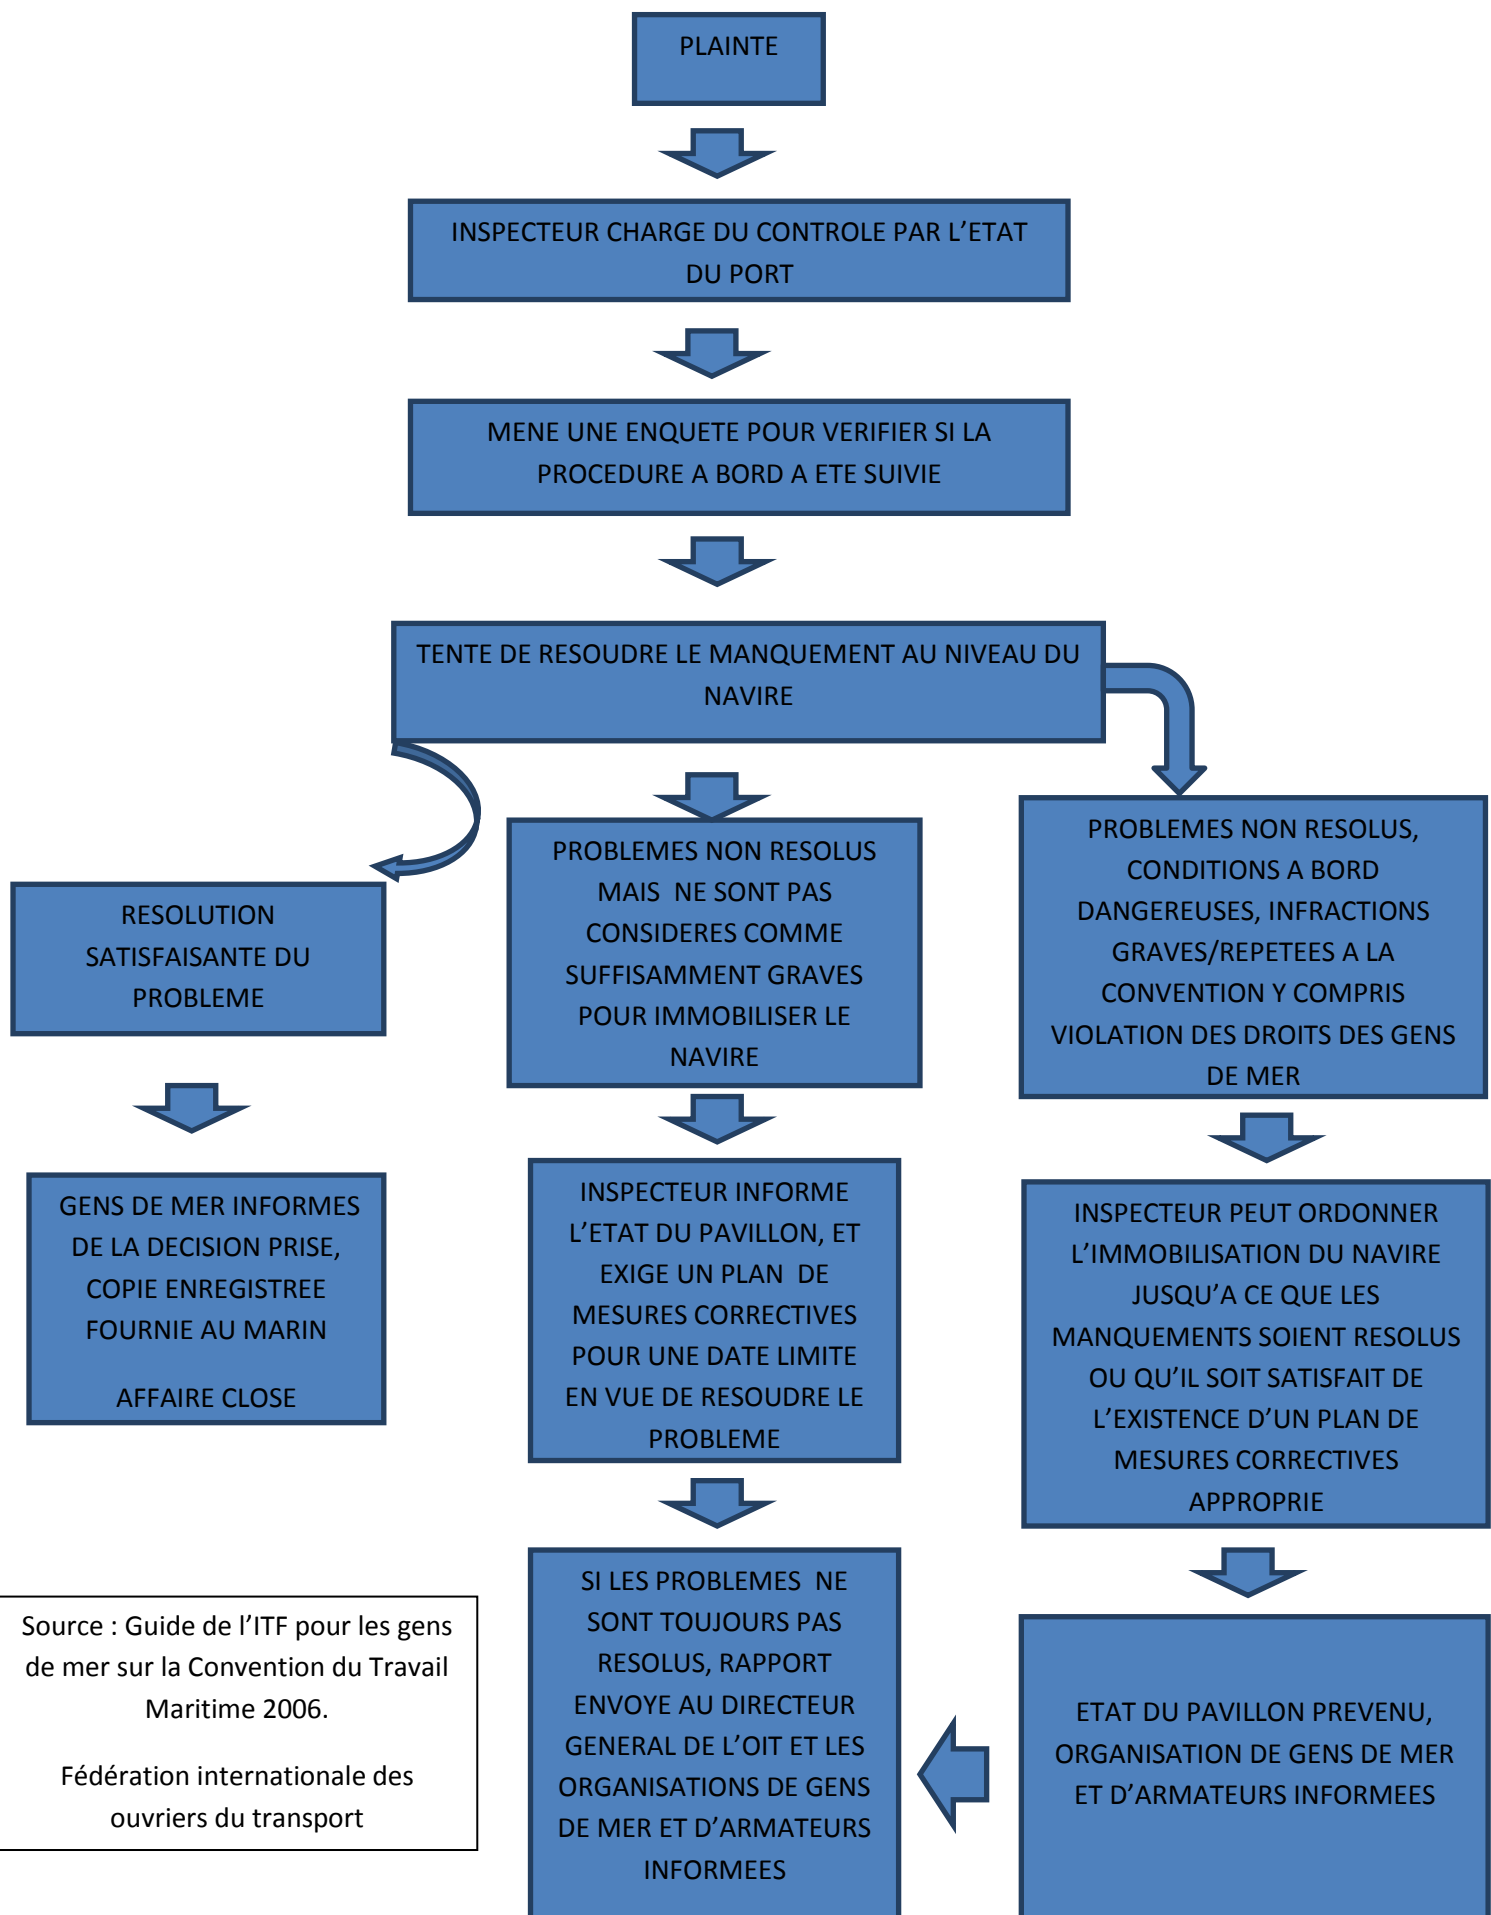 PLAINTE
INSPECTEUR CHARGE DU CONTROLE PAR L’ETAT
DU PORT
MENE UNE ENQUETE POUR VERIFIER SI LA
PROCEDURE A BORD A ETE SUIVIE
TENTE DE RESOUDRE LE MANQUEMENT AU NIVEAU DU
NAVIRE
RESOLUTION
SATISFAISANTE DU
PROBLEME
GENS DE MER INFORMES
DE LA DECISION PRISE,
COPIE ENREGISTREE
FOURNIE AU MARIN
AFFAIRE CLOSE
PROBLEMES NON RESOLUS
MAIS NE SONT PAS
CONSIDERES COMME
SUFFISAMMENT GRAVES
POUR IMMOBILISER LE
NAVIRE
INSPECTEUR INFORME
L’ETAT DU PAVILLON, ET
EXIGE UN PLAN DE
MESURES CORRECTIVES
POUR UNE DATE LIMITE
EN VUE DE RESOUDRE LE
PROBLEME
SI LES PROBLEMES NE
SONT TOUJOURS PAS
RESOLUS, RAPPORT
ENVOYE AU DIRECTEUR
GENERAL DE L’OIT ET LES
ORGANISATIONS DE GENS
DE MER ET D’ARMATEURS
INFORMEES
PROBLEMES NON RESOLUS,
CONDITIONS A BORD
DANGEREUSES, INFRACTIONS
GRAVES/REPETEES A LA
CONVENTION Y COMPRIS
VIOLATION DES DROITS DES GENS
DE MER
INSPECTEUR PEUT ORDONNER
L’IMMOBILISATION DU NAVIRE
JUSQU’A CE QUE LES
MANQUEMENTS SOIENT RESOLUS
OU QU’IL SOIT SATISFAIT DE
L’EXISTENCE D’UN PLAN DE
MESURES CORRECTIVES
APPROPRIE
ETAT DU PAVILLON PREVENU,
ORGANISATION DE GENS DE MER
ET D’ARMATEURS INFORMEES
Source : Guide de l’ITF pour les gens
de mer sur la Convention du Travail
Maritime 2006.
Fédération internationale des
ouvriers du transport